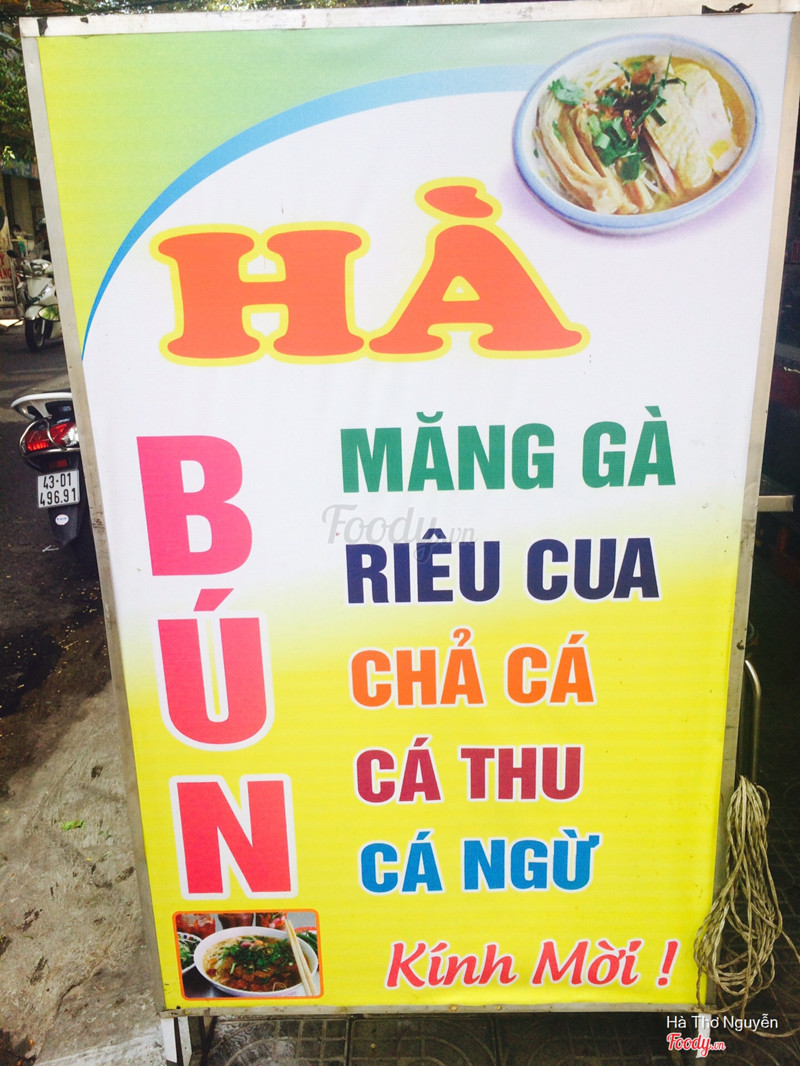 HÀ
BÚN
MĂNG GÀ
RIÊU CUA
CHẢ CÁ
CÁ THU
CÁ NGỪ
Kính Mời !
43-01
496.91
Foody.vn
Hà Thơ Nguyễn
Foody.vn